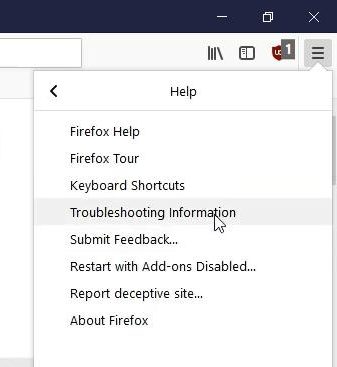 1
Help
Firefox Help
Firefox Tour
Keyboard Shortcuts
Troubleshooting Information
Submit Feedback...
Restart with Add-ons Disabled...
Report deceptive site...
About Firefox